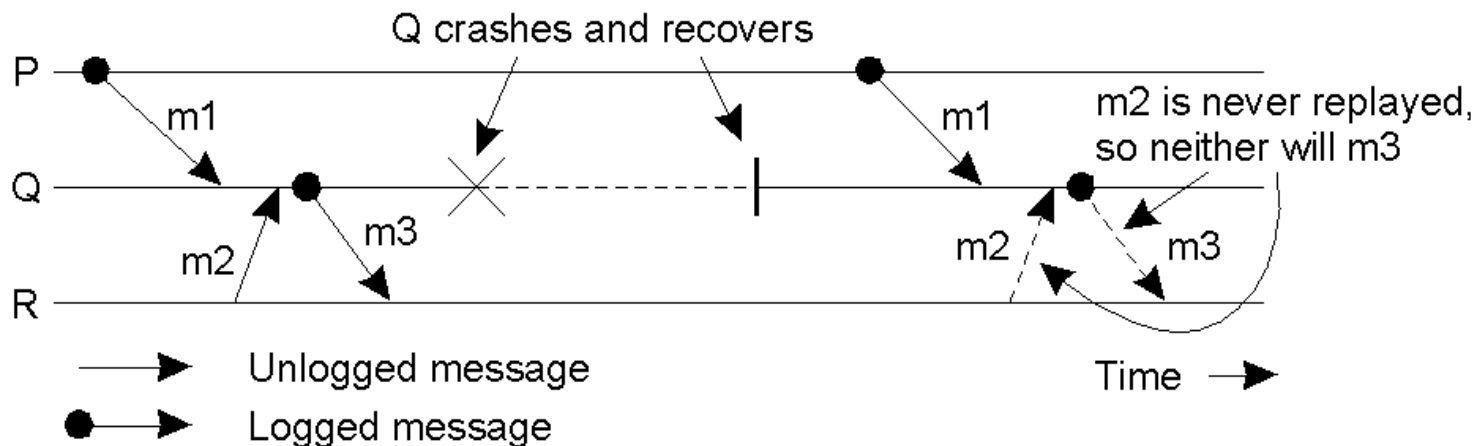 Q crashes and recovers
P
m1
m1
m2 is never replayed,
so neither will m3
Q
m2
m3
m2
m3
R
Unlogged message
Time
Logged message